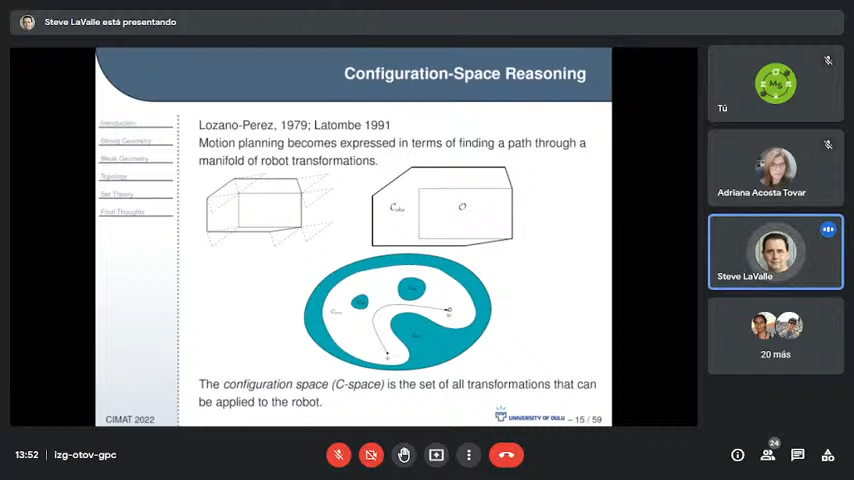 Steve LaValle está presentando
Configuration-Space Reasoning
Introduction
Strong Geometry
Weak Geometry
Topology
Set Theory
Final Thoughts
Lozano-Perez, 1979; Latombe 1991
Motion planning becomes expressed in terms of finding a path through a
manifold of robot transformations.
O
The configuration space (C-space) is the set of all transformations that can
be applied to the robot.
CIMAT 2022
UNIVERSITY OF OULU
– 15 / 59
MS
Tú
Adriana Acosta Tovar
Steve LaValle
20 más
13:52 | lzg-otov-gpc
24